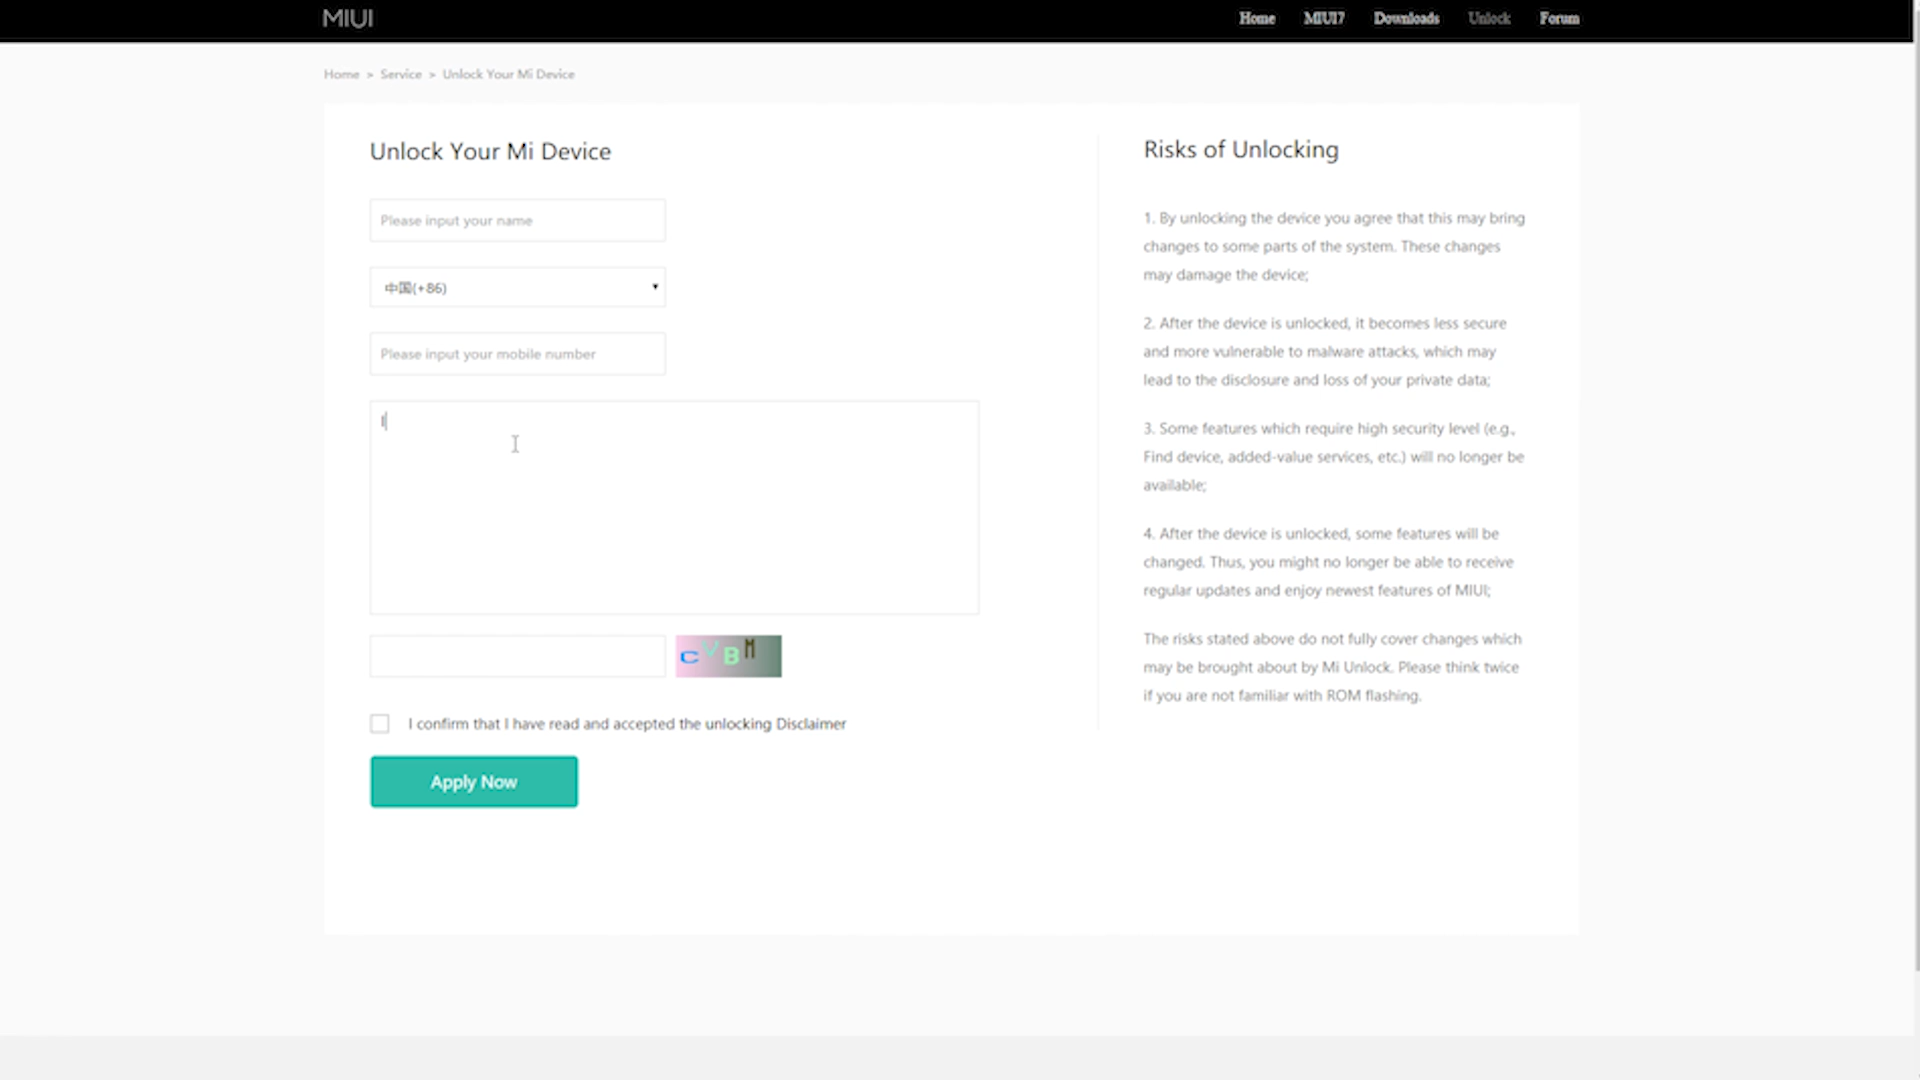 MIUI
Home MIUI7 Downloads Unlock Forum
Home > Service > Unlock Your Mi Device
Unlock Your Mi Device
Please input your name
中国(+86)
Please input your mobile number
I
CVBM
I confirm that I have read and accepted the unlocking Disclaimer
Apply Now
Risks of Unlocking
1. By unlocking the device you agree that this may bring
changes to some parts of the system. These changes
may damage the device;
2. After the device is unlocked, it becomes less secure
and more vulnerable to malware attacks, which may
lead to the disclosure and loss of your private data;
3. Some features which require high security level (e.g.,
Find device, added-value services, etc.) will no longer be
available;
4. After the device is unlocked, some features will be
changed. Thus, you might no longer be able to receive
regular updates and enjoy newest features of MIUI;
The risks stated above do not fully cover changes which
may be brought about by Mi Unlock. Please think twice
if you are not familiar with ROM flashing.